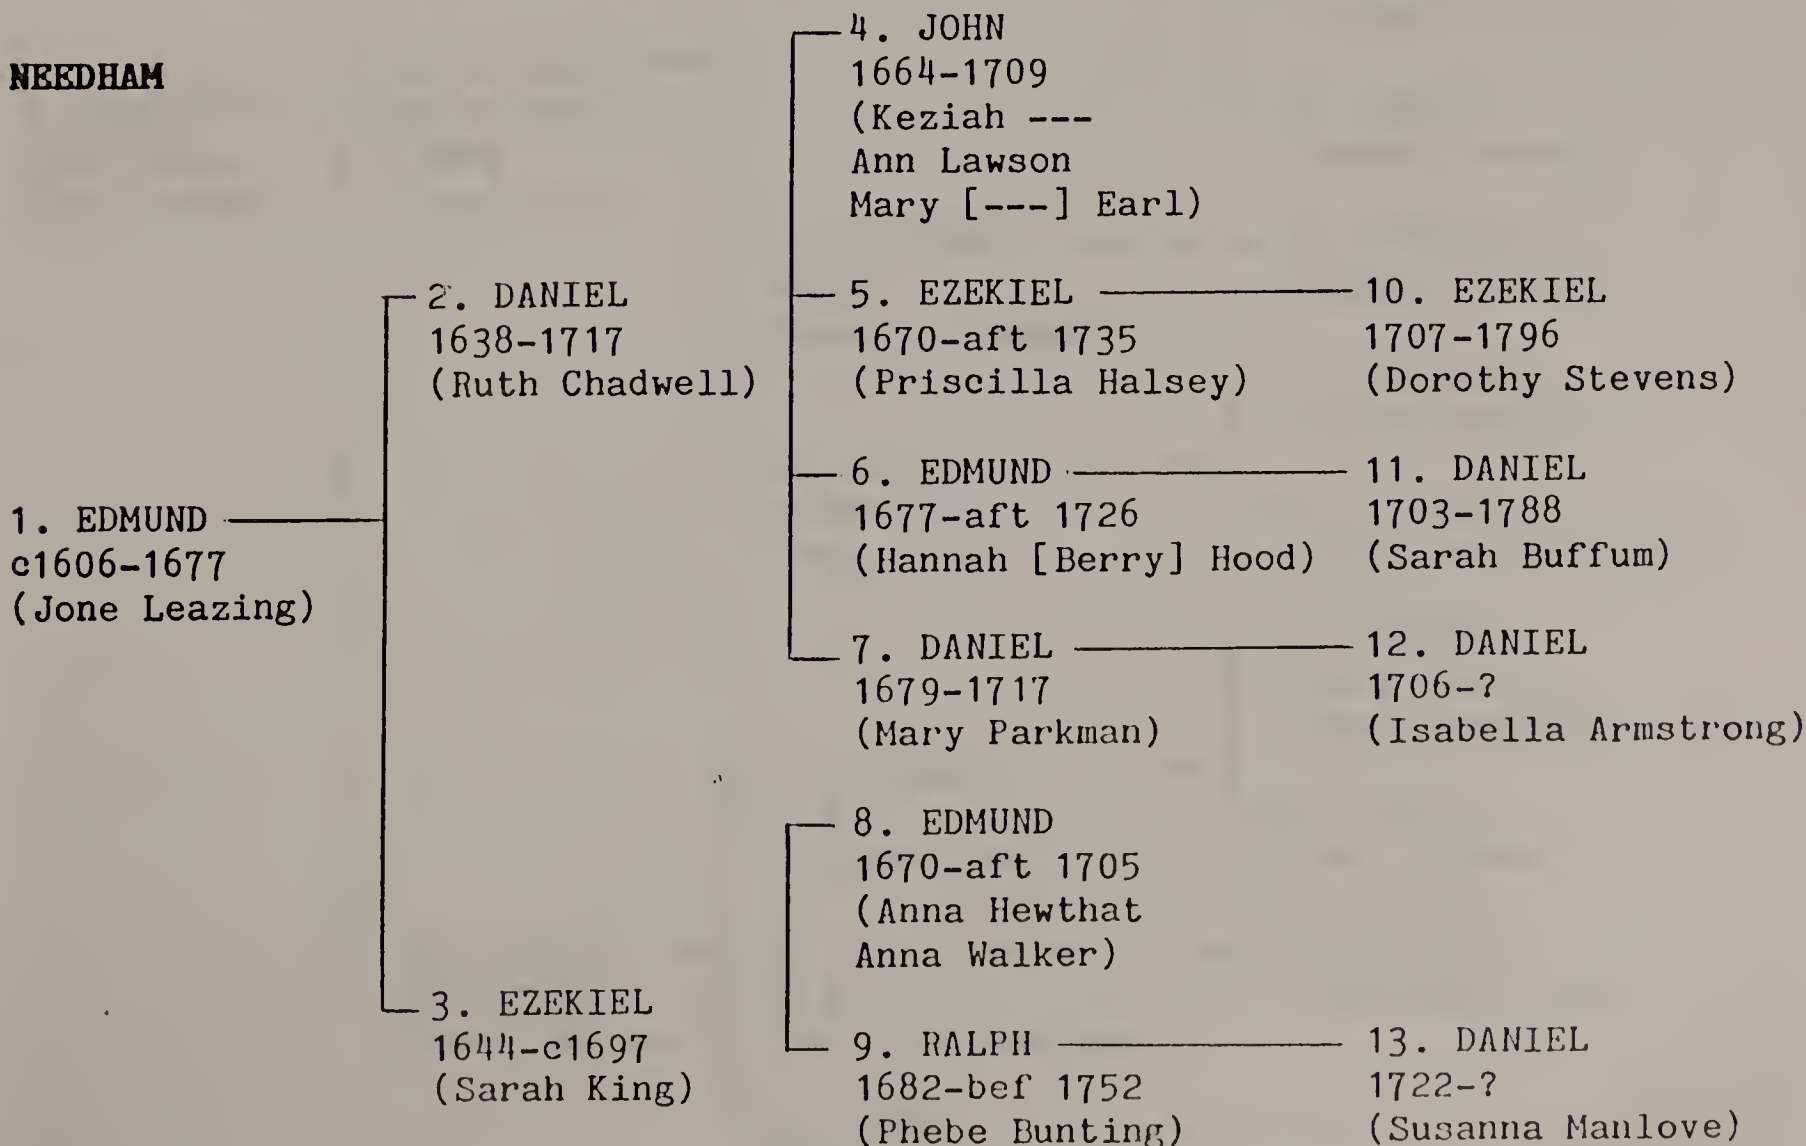 NEEDHAM
1. EDMUND
c1606-1677
(Jone Leazing)
2. DANIEL
1638-1717
(Ruth Chadwell)
3. EZEKIEL
1644-c1697
(Sarah King)
4. JOHN
1664-1709
(Keziah ---
Ann Lawson
Mary [---] Earl)
5. EZEKIEL
1670-aft 1735
(Priscilla Halsey)
6. EDMUND
1677-aft 1726
(Hannah [Berry] Hood)
7. DANIEL
1679-1717
(Mary Parkman)
8. EDMUND
1670-aft 1705
(Anna Hewthat
Anna Walker)
9. RALPH
1682-bef 1752
(Phebe Bunting)
10. EZEKIEL
1707-1796
(Dorothy Stevens)
11. DANIEL
1703-1788
(Sarah Buffum)
12. DANIEL
1706-?
(Isabella Armstrong)
13. DANIEL
1722-?
(Susanna Manlove)